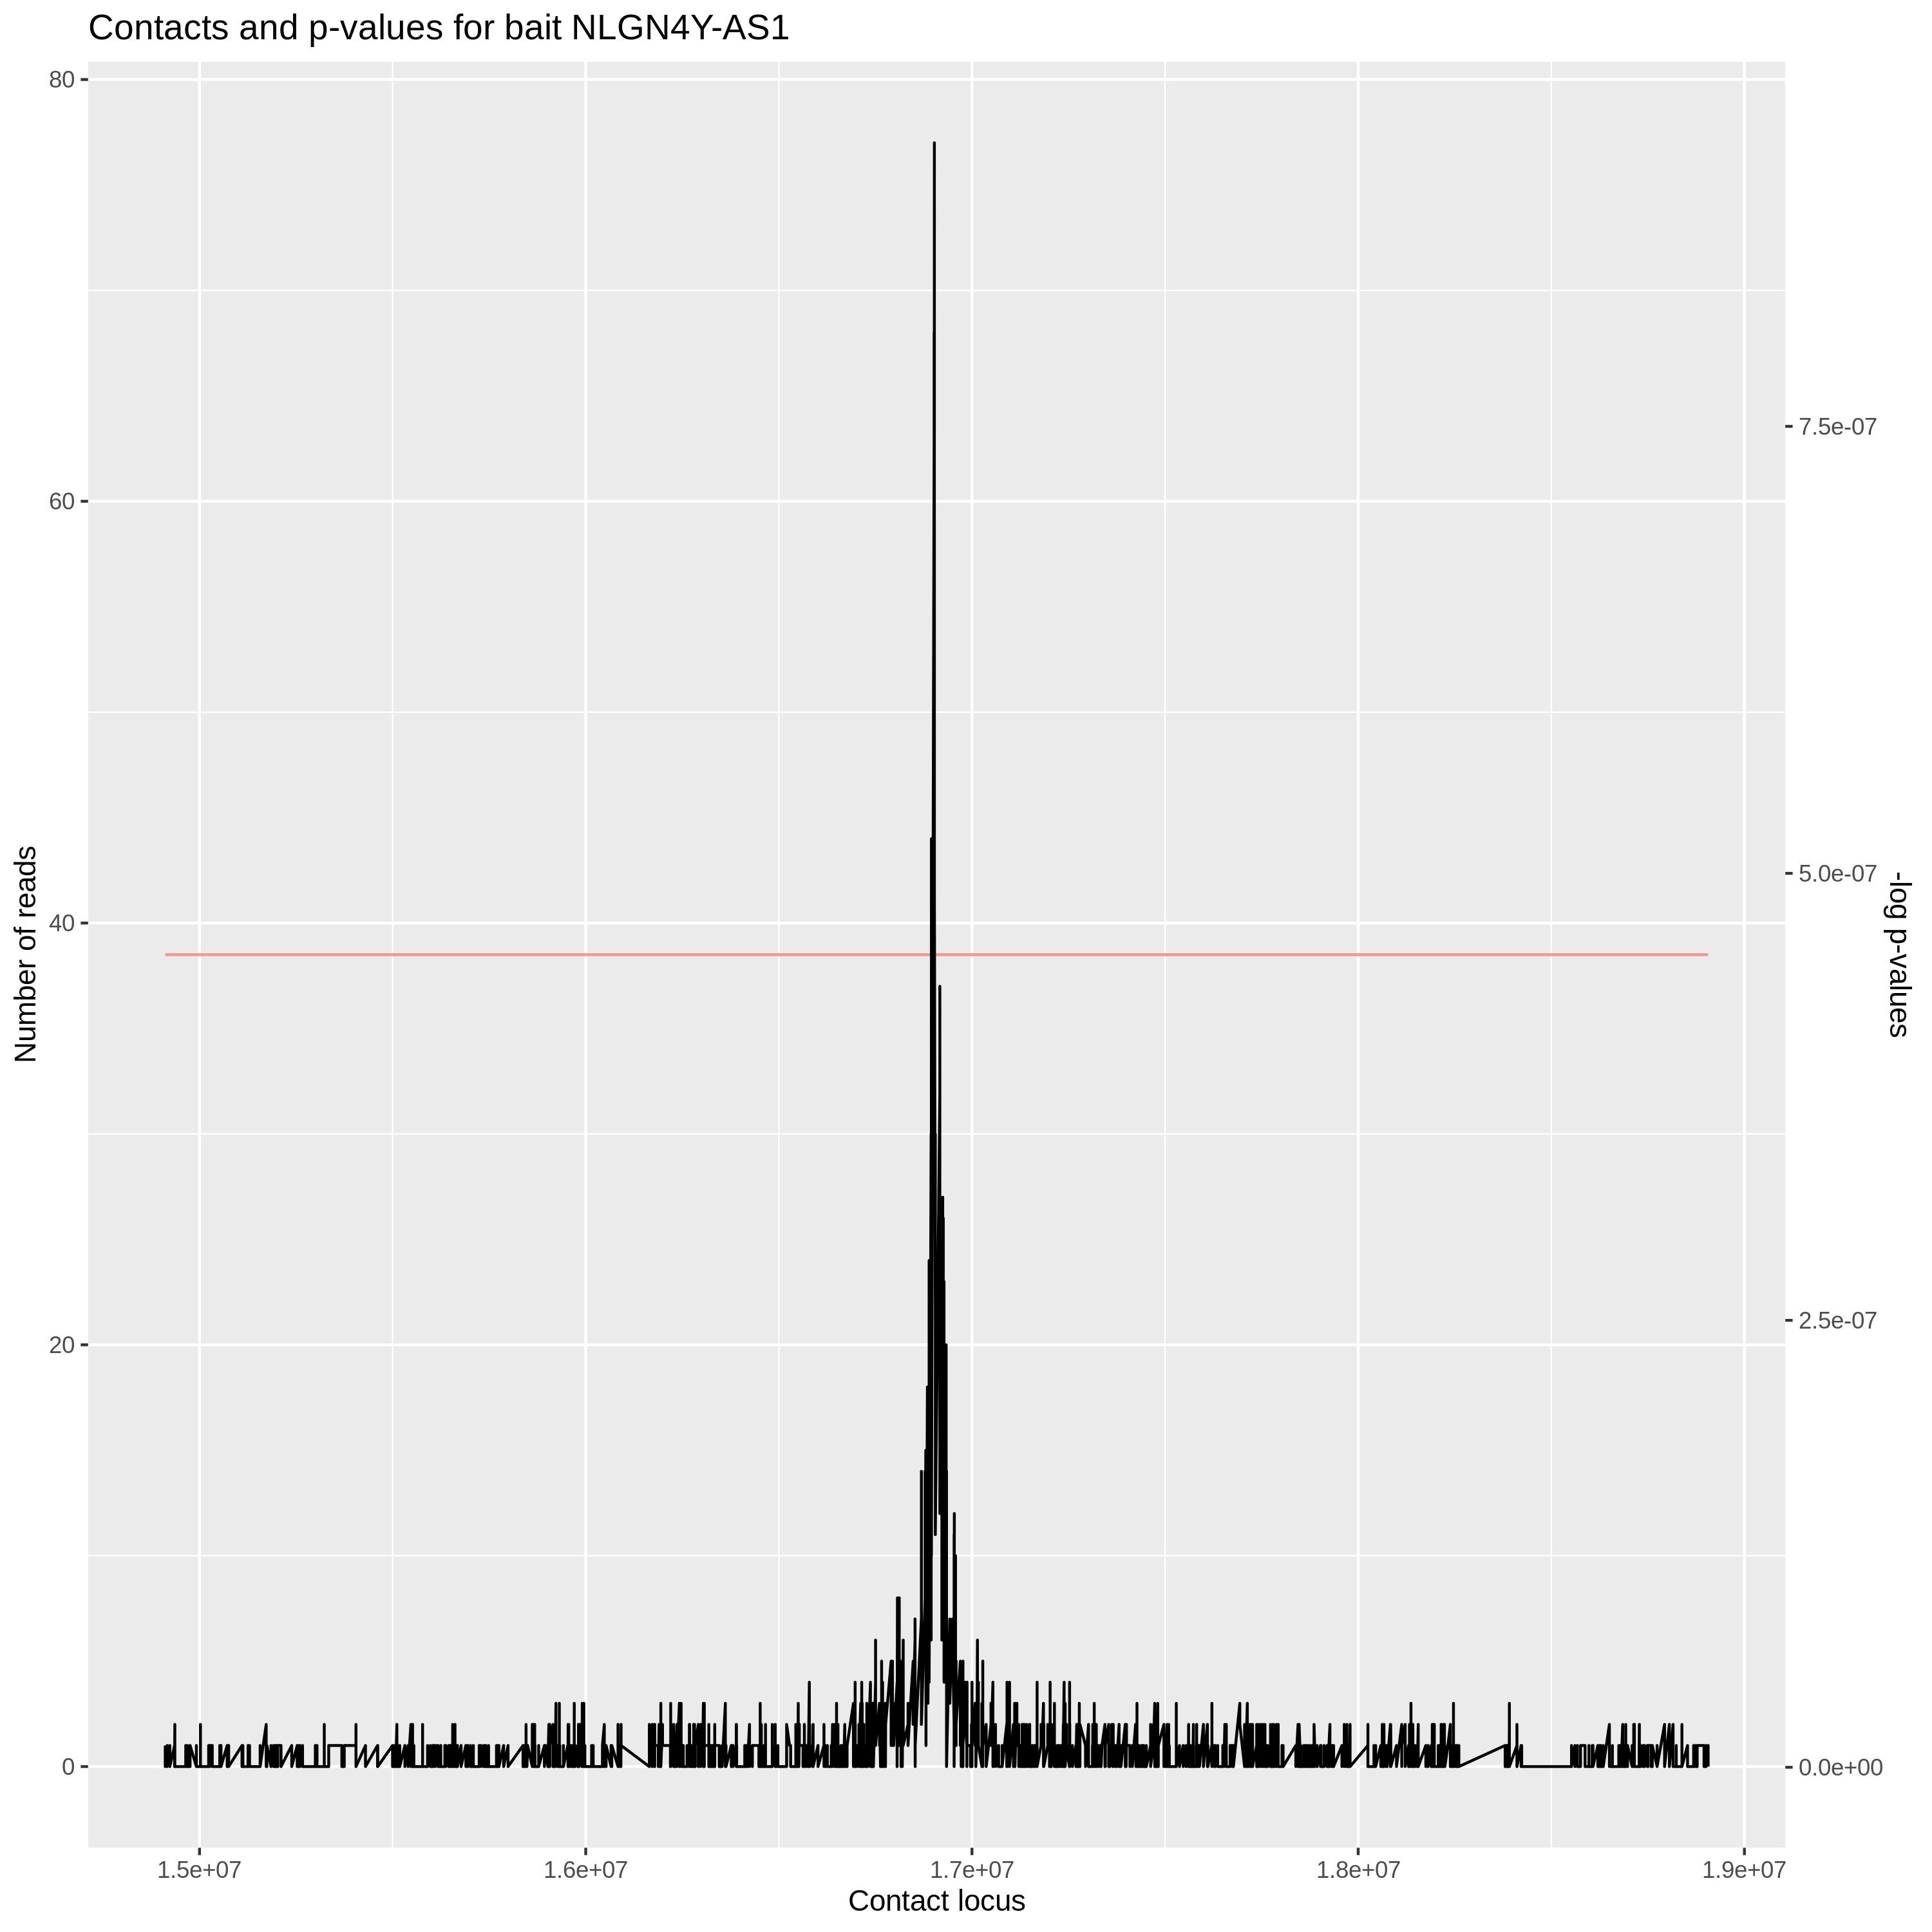 Contacts and p-values for bait NLGN4Y-AS1
80
60
40
20
0
Number of reads
7.5e-07
5.0e-07
2.5e-07
0.0e+00
-log p-values
1.5e+07
1.6e+07
1.7e+07
1.8e+07
1.9e+07
Contact locus